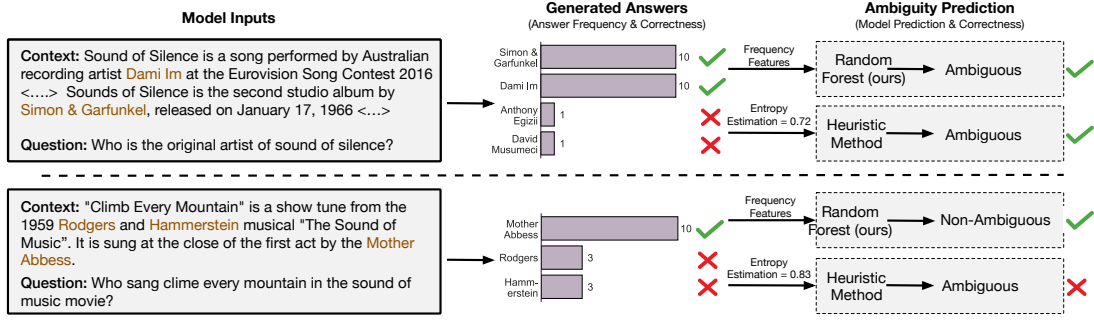 Model Inputs
Generated Answers
(Answer Frequency & Correctness)
Ambiguity Prediction
(Model Prediction & Correctness)
Context: Sound of Silence is a song performed by Australian
recording artist Dami Im at the Eurovision Song Contest 2016
<....> Sounds of Silence is the second studio album by
Simon & Garfunkel, released on January 17, 1966 <...>
Question: Who is the original artist of sound of silence?
Simon &
Garfunkel
10
Dami Im
10
Anthony
Egizii
1
David
Musumeci
1
Frequency
Features
Random
Forest (ours)
Ambiguous
Entropy
Estimation = 0.72
Heuristic
Method
Ambiguous
Context: "Climb Every Mountain" is a show tune from the
1959 Rodgers and Hammerstein musical "The Sound of
Music". It is sung at the close of the first act by the Mother
Abbess.
Question: Who sang clime every mountain in the sound of
music movie?
Mother
Abbess
10
Rodgers
3
Hamm-
erstein
3
Frequency
Features
Random
Forest (ours)
Non-Ambiguous
Entropy
Estimation = 0.83
Heuristic
Method
Ambiguous